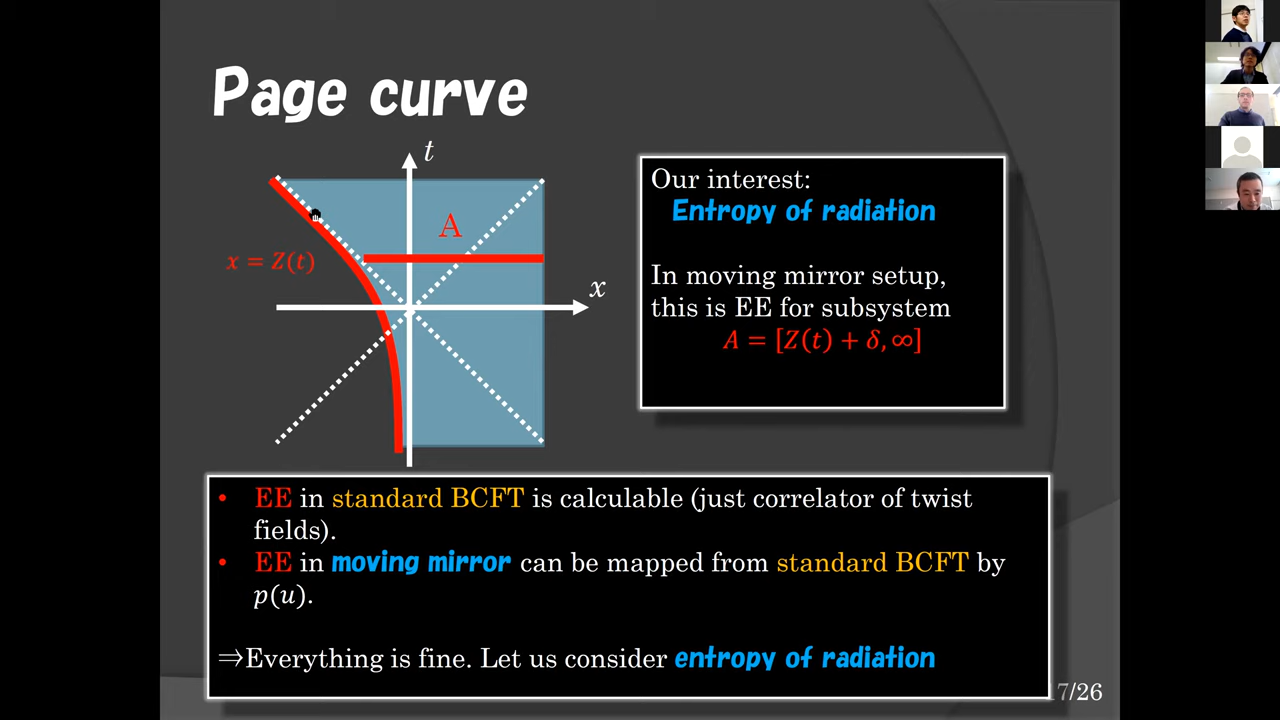 Page curve
t
A
x = Z(t)
x
Our interest:
Entropy of radiation
In moving mirror setup,
this is EE for subsystem
A = [Z(t) + δ, ∞]
• EE in standard BCFT is calculable (just correlator of twist
fields).
• EE in moving mirror can be mapped from standard BCFT by
p(u).
⇒Everything is fine. Let us consider entropy of radiation
17/26